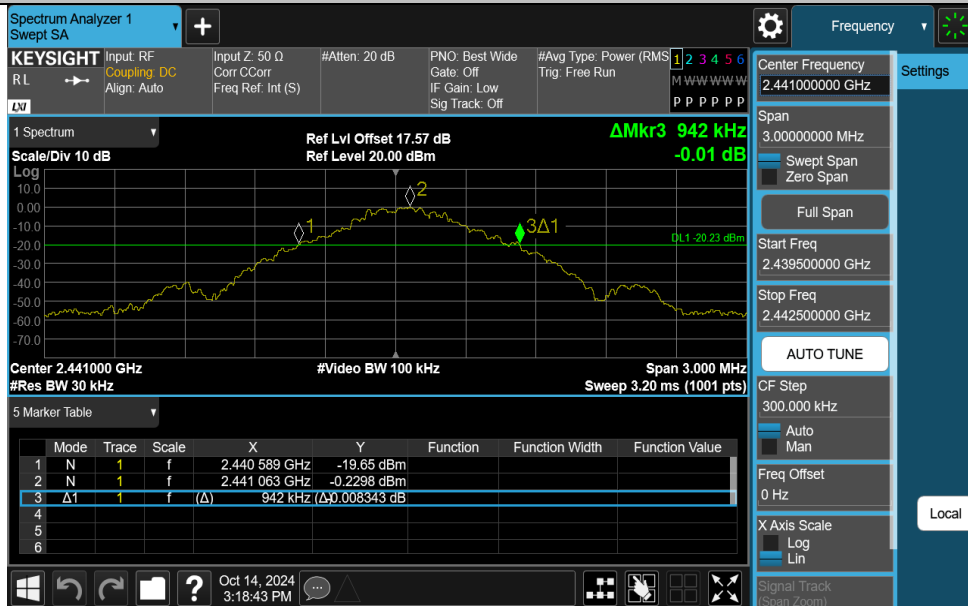 Spectrum Analyzer 1
Swept SA
+
Frequency
KEYSIGHT
RL
LXI
Input: RF
Coupling: DC
Align: Auto
Input Z: 50 Ω
Corr CCorr
Freq Ref: Int (S)
#Atten: 20 dB
PNO: Best Wide
Gate: Off
IF Gain: Low
Sig Track: Off
#Avg Type: Power (RMS
Trig: Free Run
1 2 3 4 5 6
M W W W W W
P P P P P P
1 Spectrum
Scale/Div 10 dB
Ref Lvl Offset 17.57 dB
Ref Level 20.00 dBm
ΔMkr3 942 kHz
-0.01 dB
Log
10.0
0.00
-10.0
-20.0
-30.0
-40.0
-50.0
-60.0
-70.0
1
2
3Δ1
DL1 -20.23 dBm
Center 2.441000 GHz
#Video BW 100 kHz
Span 3.000 MHz
#Res BW 30 kHz
Sweep 3.20 ms (1001 pts)
5 Marker Table
Mode Trace Scale X Y Function Function Width Function Value
1 N 1 f 2.440 589 GHz -19.65 dBm
2 N 1 f 2.441 063 GHz -0.2298 dBm
3 Δ1 1 f (Δ) 942 kHz (Δ)-0.008343 dB
4
5
6
Oct 14, 2024
3:18:43 PM
?
Center Frequency
2.441000000 GHz
Settings
Span
3.00000000 MHz
Swept Span
Zero Span
Full Span
Start Freq
2.439500000 GHz
Stop Freq
2.442500000 GHz
AUTO TUNE
CF Step
300.000 kHz
Auto
Man
Freq Offset
0 Hz
Local
X Axis Scale
Log
Lin
Signal Track
(Span Zoom)